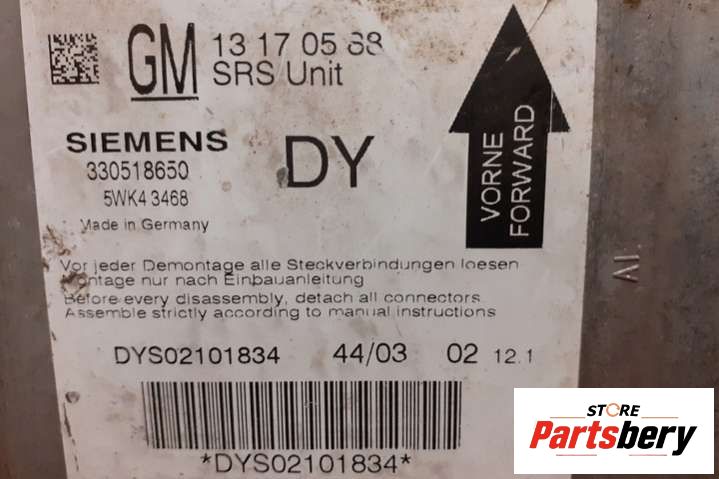 GM 13 17 05 88
SRS Unit
SIEMENS DY
330518650
5WK4 3468
Made in Germany
VORNE
FORWARD
Vor jeder Demontage alle Steckverbindungen loesen
Montage nur nach Einbauanleitung
Before every disassembly, detach all connectors
Assemble strictly according to manual instructions
DYS02101834 44/03 02 12.1
*DYS02101834*
STORE
Partsbery